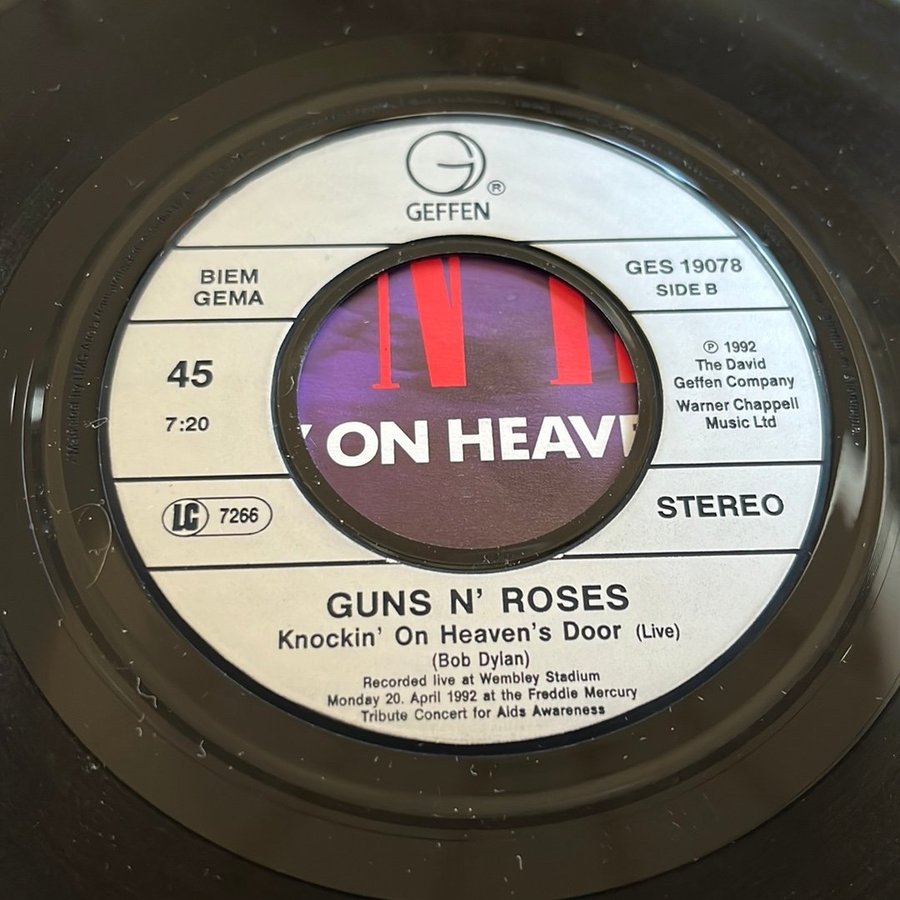 G®
GEFFEN
BIEM
GEMA
GES 19078
SIDE B
45
7:20
℗ 1992
The David
Geffen Company
Warner Chappell
Music Ltd
N R
ON HEAVE
LC 7266
STEREO
GUNS N' ROSES
Knockin' On Heaven's Door (Live)
(Bob Dylan)
Recorded live at Wembley Stadium
Monday 20. April 1992 at the Freddie Mercury
Tribute Concert for Aids Awareness